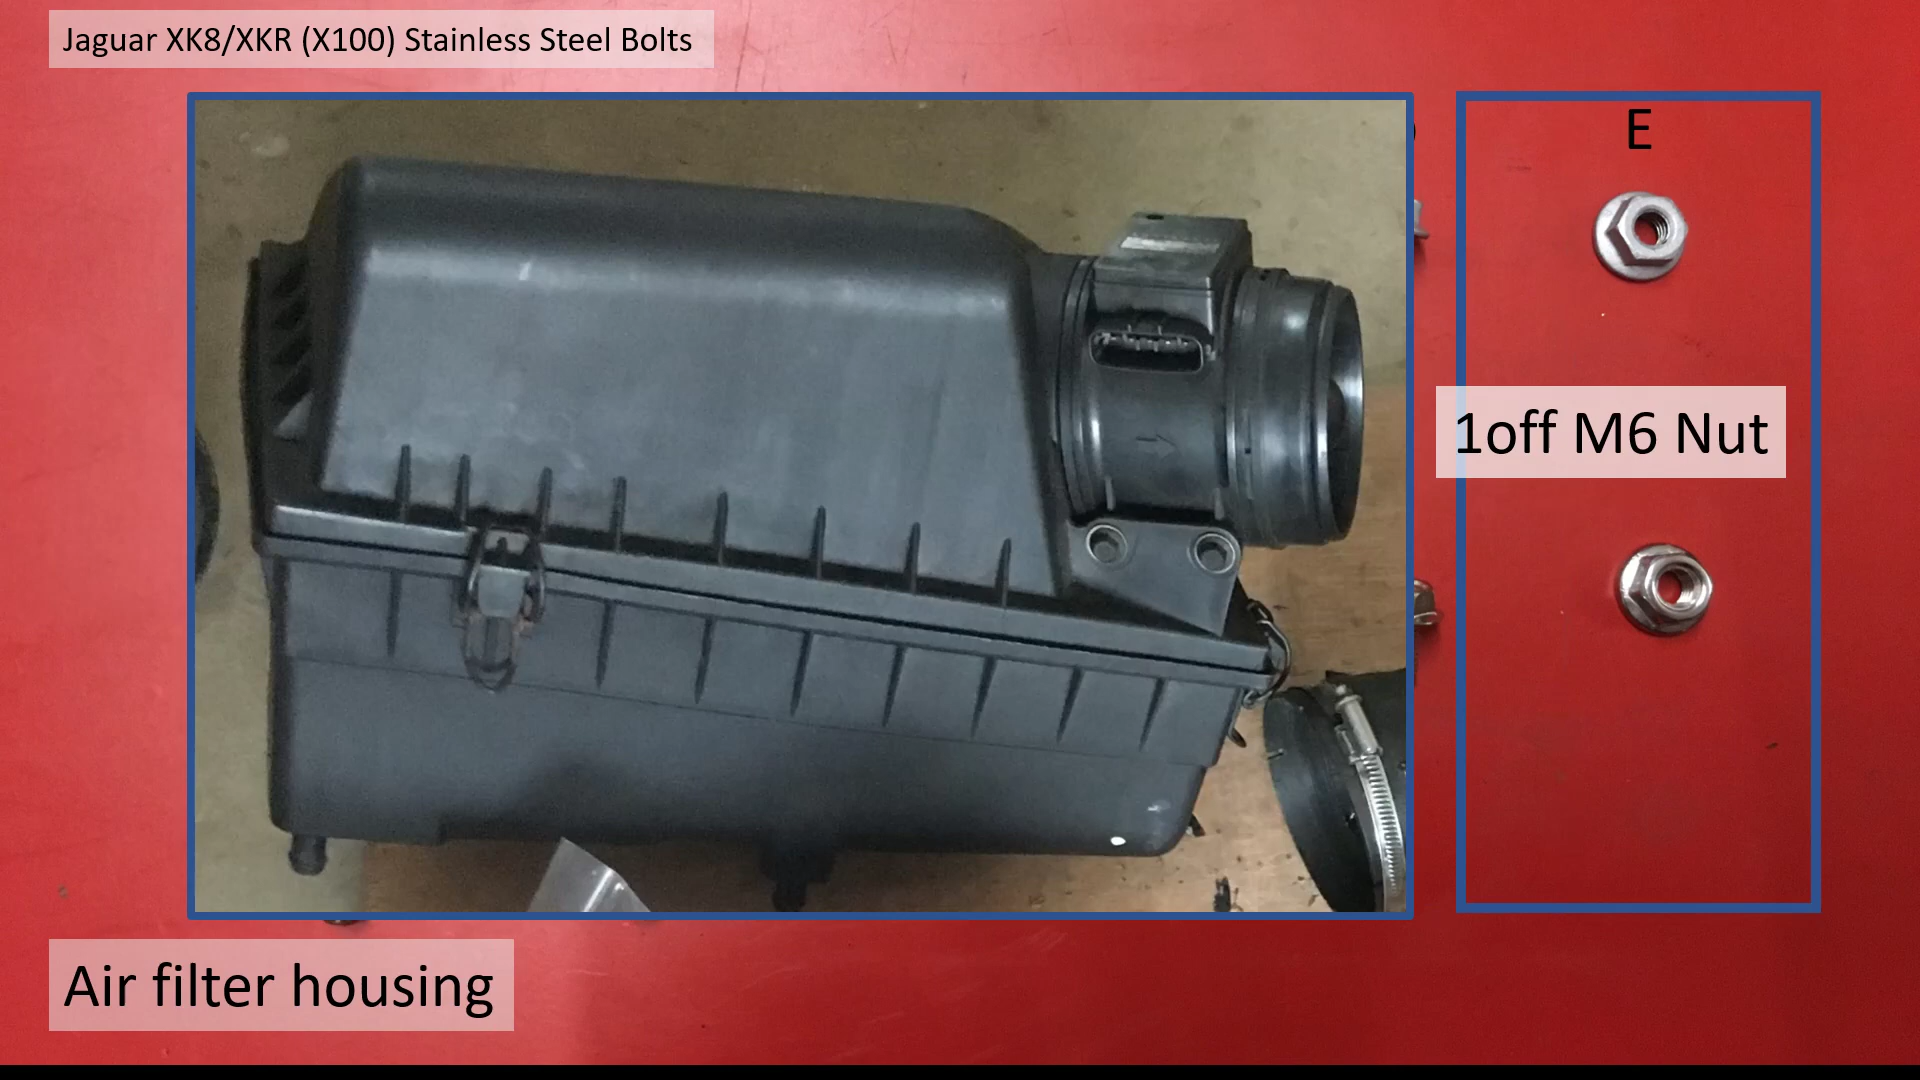 Jaguar XK8/XKR (X100) Stainless Steel Bolts
E
1off M6 Nut
Air filter housing